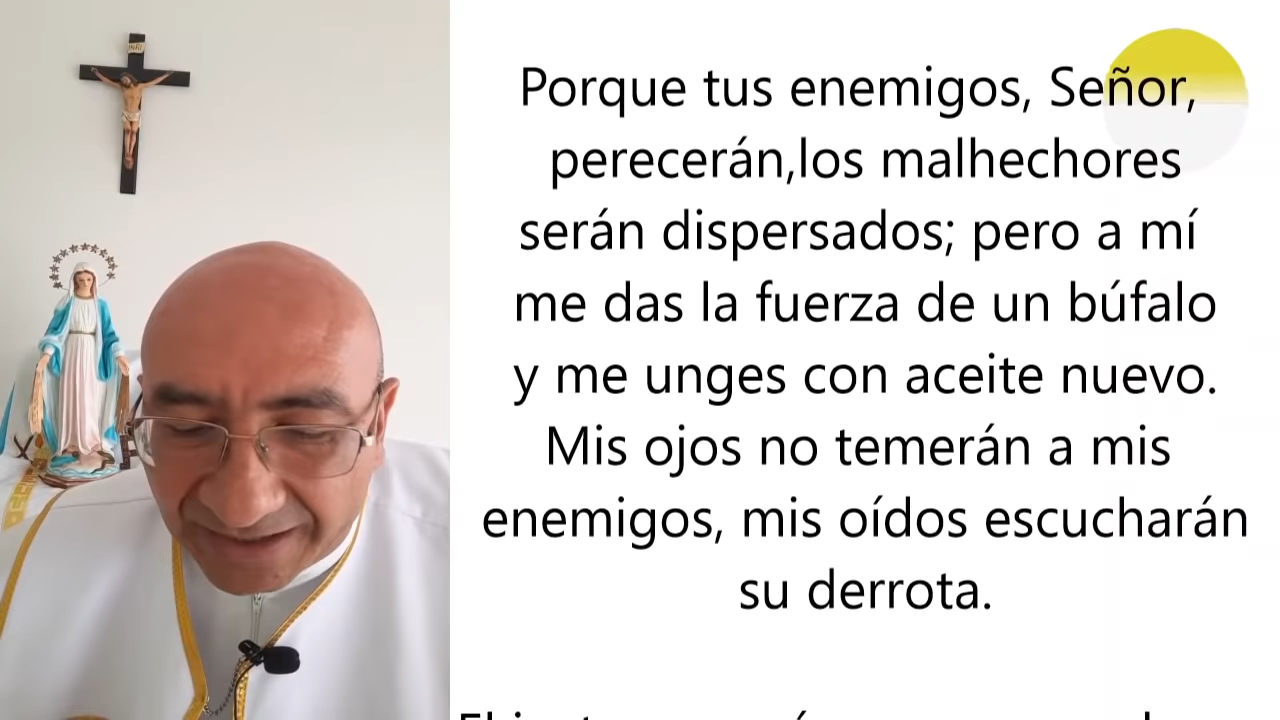 INRI
Porque tus enemigos, Señor,
perecerán,los malhechores
serán dispersados; pero a mí
me das la fuerza de un búfalo
y me unges con aceite nuevo.
Mis ojos no temerán a mis
enemigos, mis oídos escucharán
su derrota.